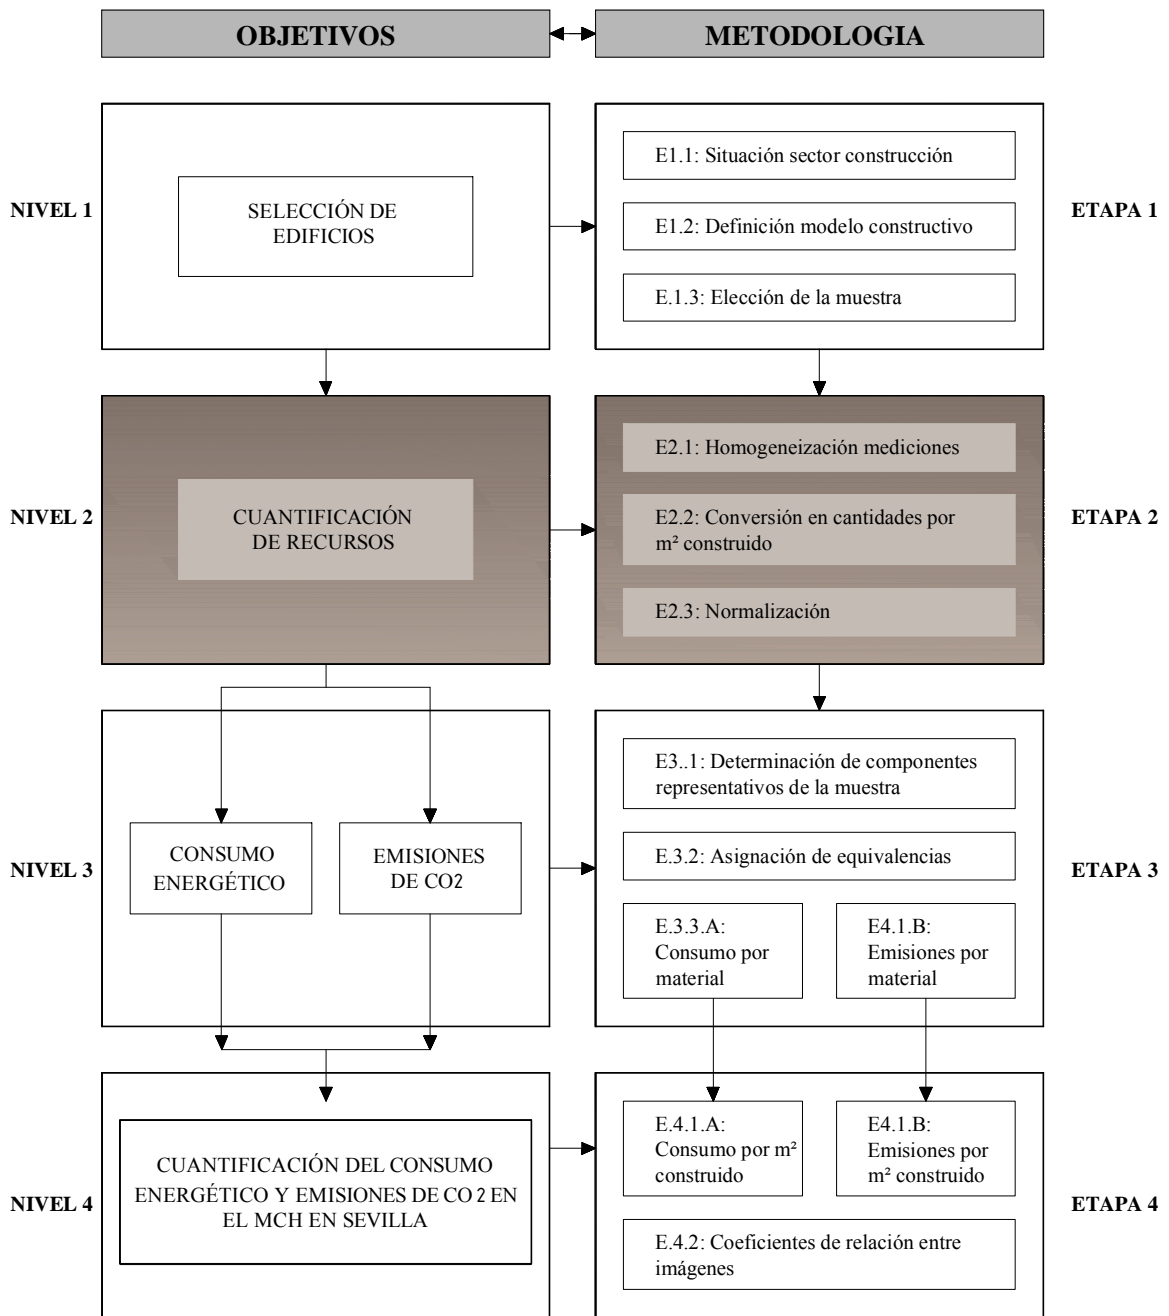 OBJETIVOS
METODOLOGIA
NIVEL 1
SELECCIÓN DE
EDIFICIOS
E1.1: Situación sector construcción
E1.2: Definición modelo constructivo
E.1.3: Elección de la muestra
ETAPA 1
NIVEL 2
CUANTIFICACIÓN
DE RECURSOS
E2.1: Homogeneización mediciones
E2.2: Conversión en cantidades por
m² construido
E2.3: Normalización
ETAPA 2
NIVEL 3
CONSUMO
ENERGÉTICO
EMISIONES
DE CO2
E3..1: Determinación de componentes
representativos de la muestra
E.3.2: Asignación de equivalencias
E.3.3.A:
Consumo por
material
E4.1.B:
Emisiones por
material
ETAPA 3
NIVEL 4
CUANTIFICACIÓN DEL CONSUMO
ENERGÉTICO Y EMISIONES DE CO 2 EN
EL MCH EN SEVILLA
E.4.1.A:
Consumo por m²
construido
E4.1.B:
Emisiones por
m² construido
E.4.2: Coeficientes de relación entre
imágenes
ETAPA 4